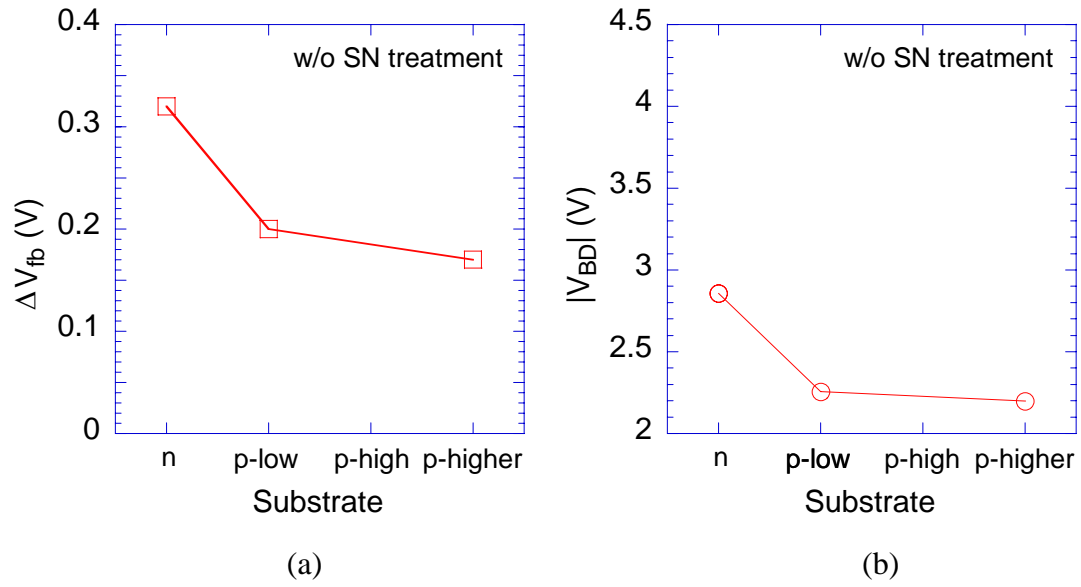 0.4
0.3
0.2
0.1
0
ΔV_fb (V)
w/o SN treatment
n p-low p-high p-higher
Substrate
(a)
4.5
4
3.5
3
2.5
2
|V_BD| (V)
w/o SN treatment
n p-low p-high p-higher
Substrate
(b)